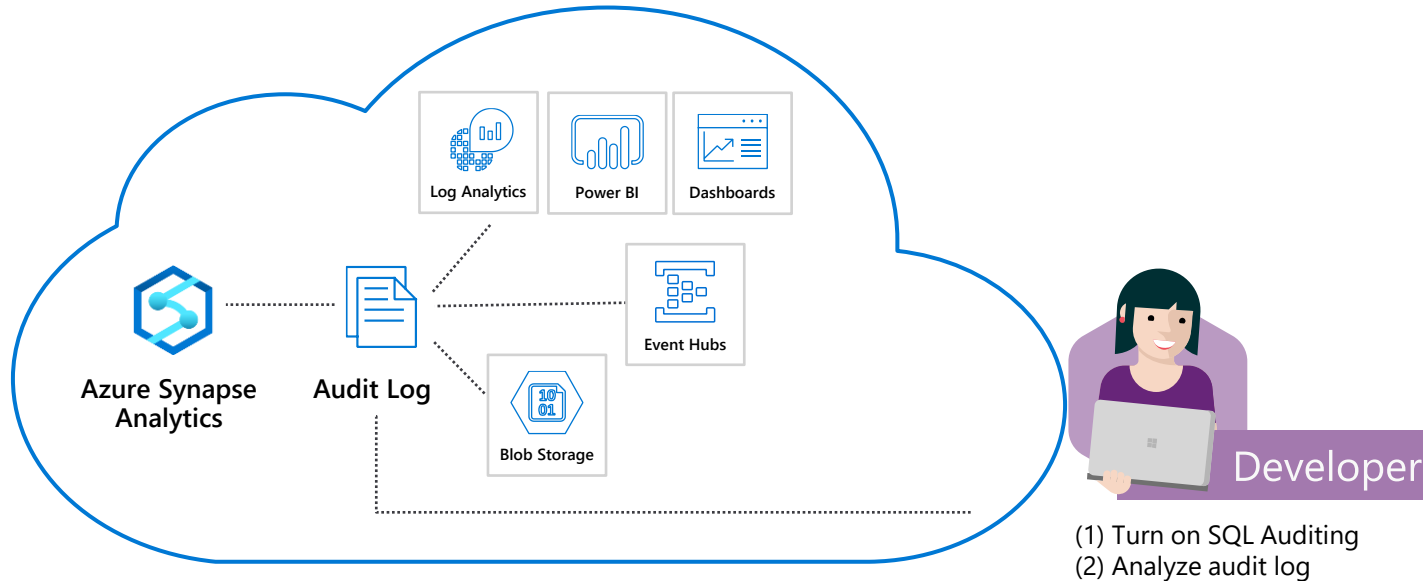 Log Analytics
Power BI
Dashboards
Event Hubs
Azure Synapse
Analytics
Audit Log
10
01
Blob Storage
Developer
(1) Turn on SQL Auditing
(2) Analyze audit log